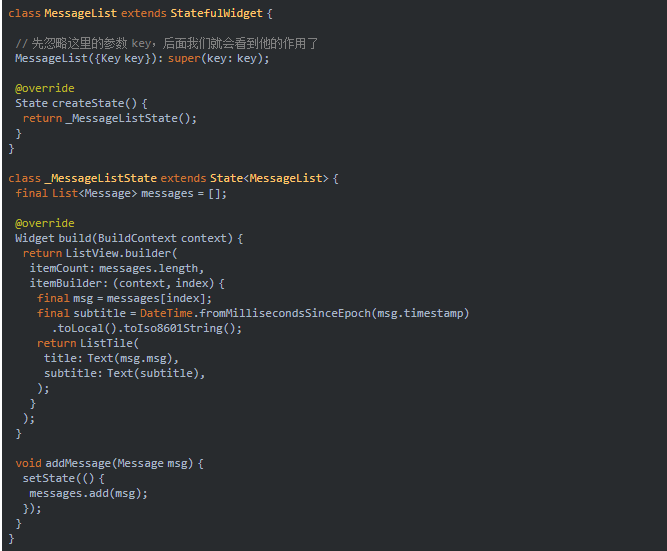 class MessageList extends StatefulWidget {
// 先忽略这里的参数 key，后面我们就会看到他的作用了
MessageList({Key key}): super(key: key);
@override
State createState() {
return _MessageListState();
}
}
class _MessageListState extends State<MessageList> {
final List<Message> messages = [];
@override
Widget build(BuildContext context) {
return ListView.builder(
itemCount: messages.length,
itemBuilder: (context, index) {
final msg = messages[index];
final subtitle = DateTime.fromMillisecondsSinceEpoch(msg.timestamp)
.toLocal().toIso8601String();
return ListTile(
title: Text(msg.msg),
subtitle: Text(subtitle),
);
}
);
}
void addMessage(Message msg) {
setState(() {
messages.add(msg);
});
}
}